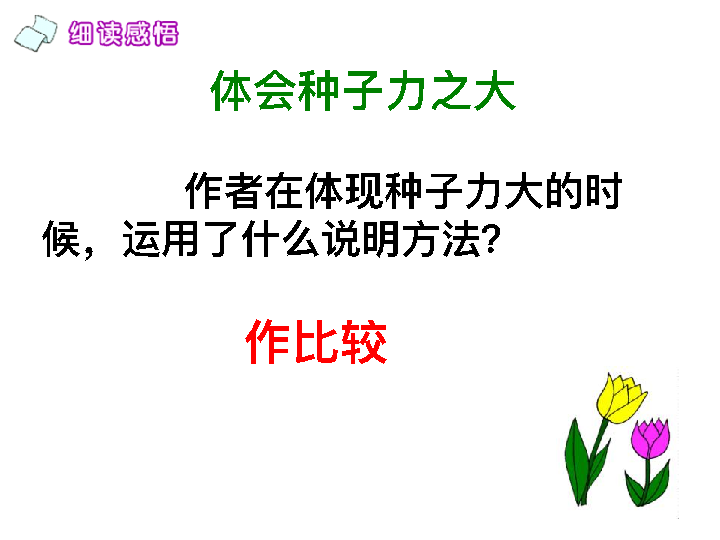 细读感悟
体会种子力之大
作者在体现种子力大的时
候，运用了什么说明方法?
作比较